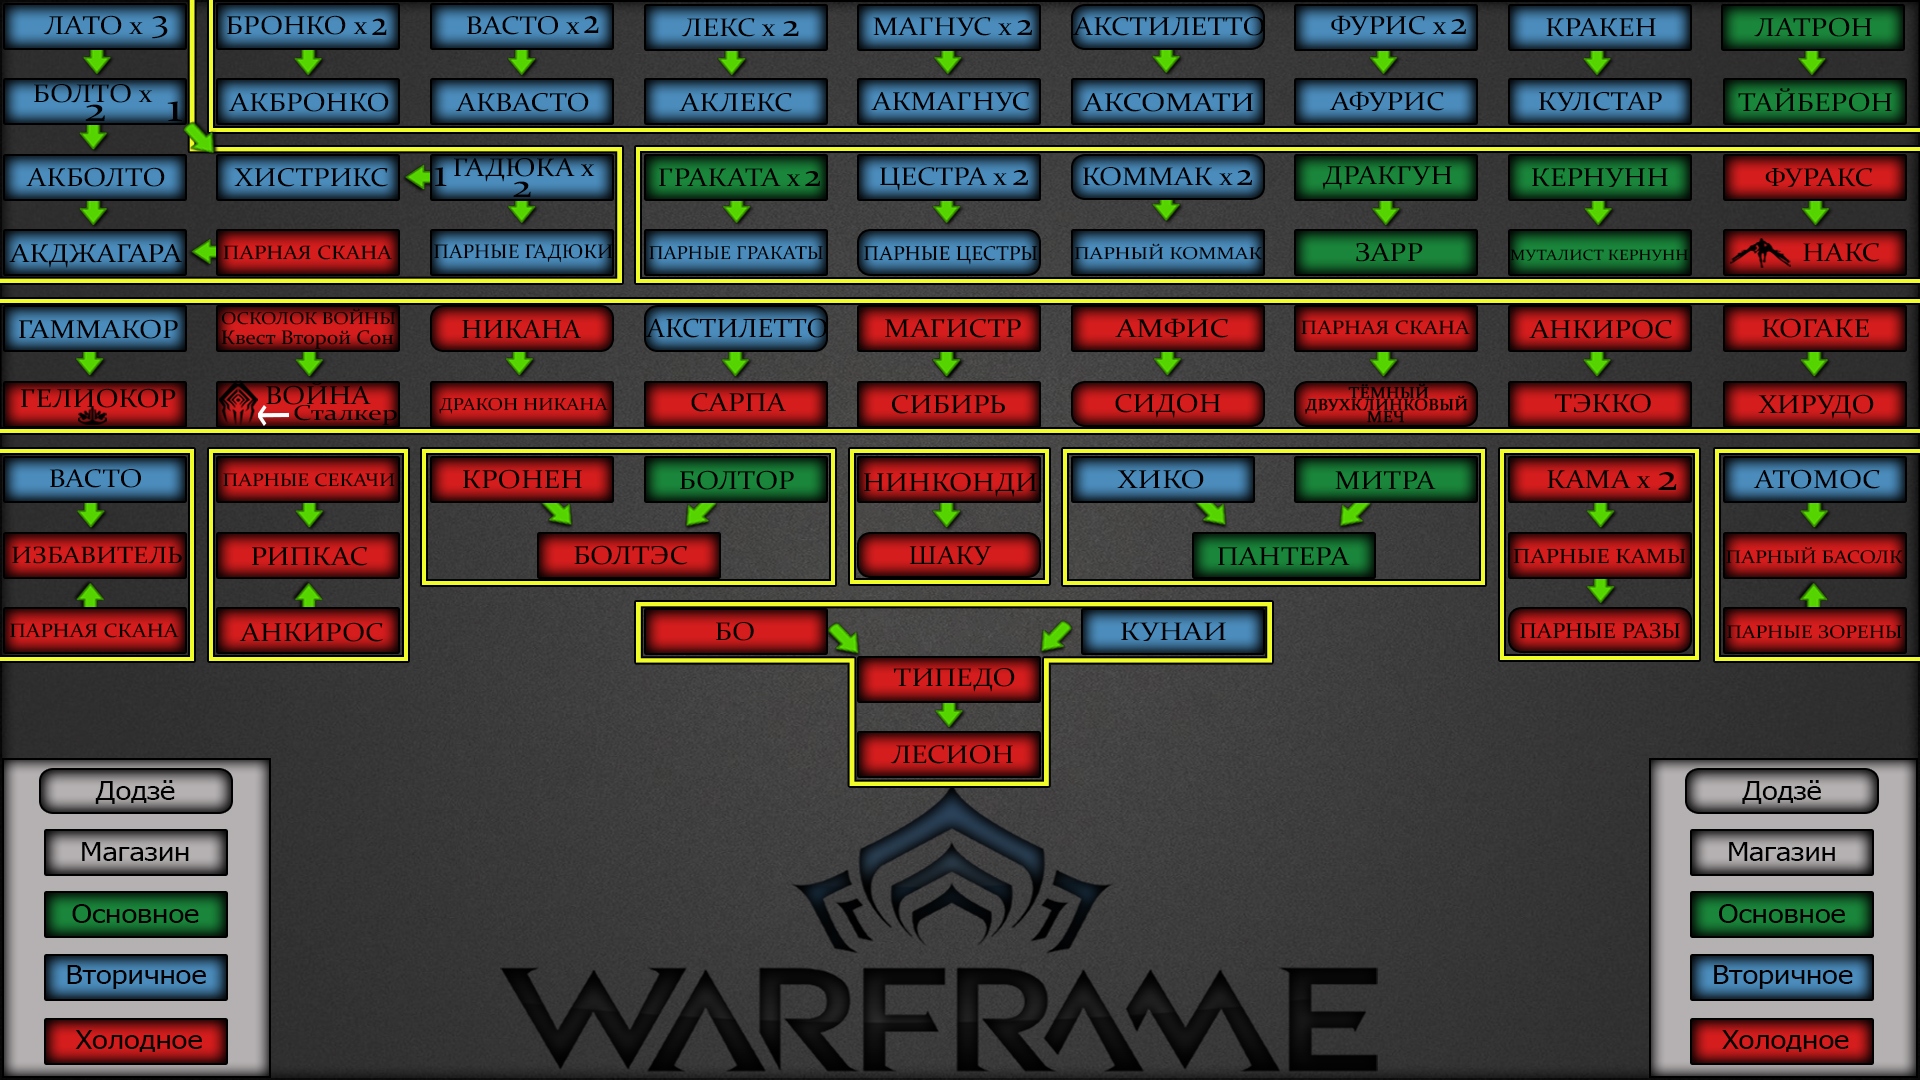 ЛАТО x 3
БРОНКО x 2
ВАСТО x 2
ЛЕКС x 2
МАГНУС x 2
АКСТИЛЕТТО
ФУРИС x 2
КРАКЕН
ЛАТРОН
БОЛТО x
2
1
АКБРОНКО
АКВАСТО
АКЛЕКС
АКМАГНУС
АКСОМАТИ
АФУРИС
КУЛСТАР
ТАЙБЕРОН
АКБОЛТО
ХИСТРИКС
1
ГАДЮКА x
2
ГРАКАТА x 2
ЦЕСТРА x 2
КОММАК x 2
ДРАКГУН
КЕРНУНН
ФУРАКС
АКДЖАГАРА
ПАРНАЯ СКАНА
ПАРНЫЕ ГАДЮКИ
ПАРНЫЕ ГРАКАТЫ
ПАРНЫЕ ЦЕСТРЫ
ПАРНЫЙ КОММАК
ЗАРР
МУТАЛИСТ КЕРНУНН
НАКС
ГАММАКОР
ОСКОЛОК ВОЙНЫ
Квест Второй Сон
НИКАНА
АКСТИЛЕТТО
МАГИСТР
АМФИС
ПАРНАЯ СКАНА
АНКИРОС
КОГАКЕ
ГЕЛИОКОР
ВОЙНА
Сталкер
ДРАКОН НИКАНА
САРПА
СИБИРЬ
СИДОН
ТЁМНЫЙ
ДВУХКЛИНКОВЫЙ
МЕЧ
ТЭККО
ХИРУДО
ВАСТО
ПАРНЫЕ СЕКАЧИ
КРОНЕН
БОЛТОР
НИНКОНДИ
ХИКО
МИТРА
КАМА x 2
АТОМОС
ИЗБАВИТЕЛЬ
РИПКАС
БОЛТЭС
ШАКУ
ПАНТЕРА
ПАРНЫЕ КАМЫ
ПАРНЫЙ БАСОЛК
ПАРНАЯ СКАНА
АНКИРОС
БО
КУНАИ
ПАРНЫЕ РАЗЫ
ПАРНЫЕ ЗОРЕНЫ
ТИПЕДО
ЛЕСИОН
Додзё
Магазин
Основное
Вторичное
Холодное
Додзё
Магазин
Основное
Вторичное
Холодное
WARFRAME